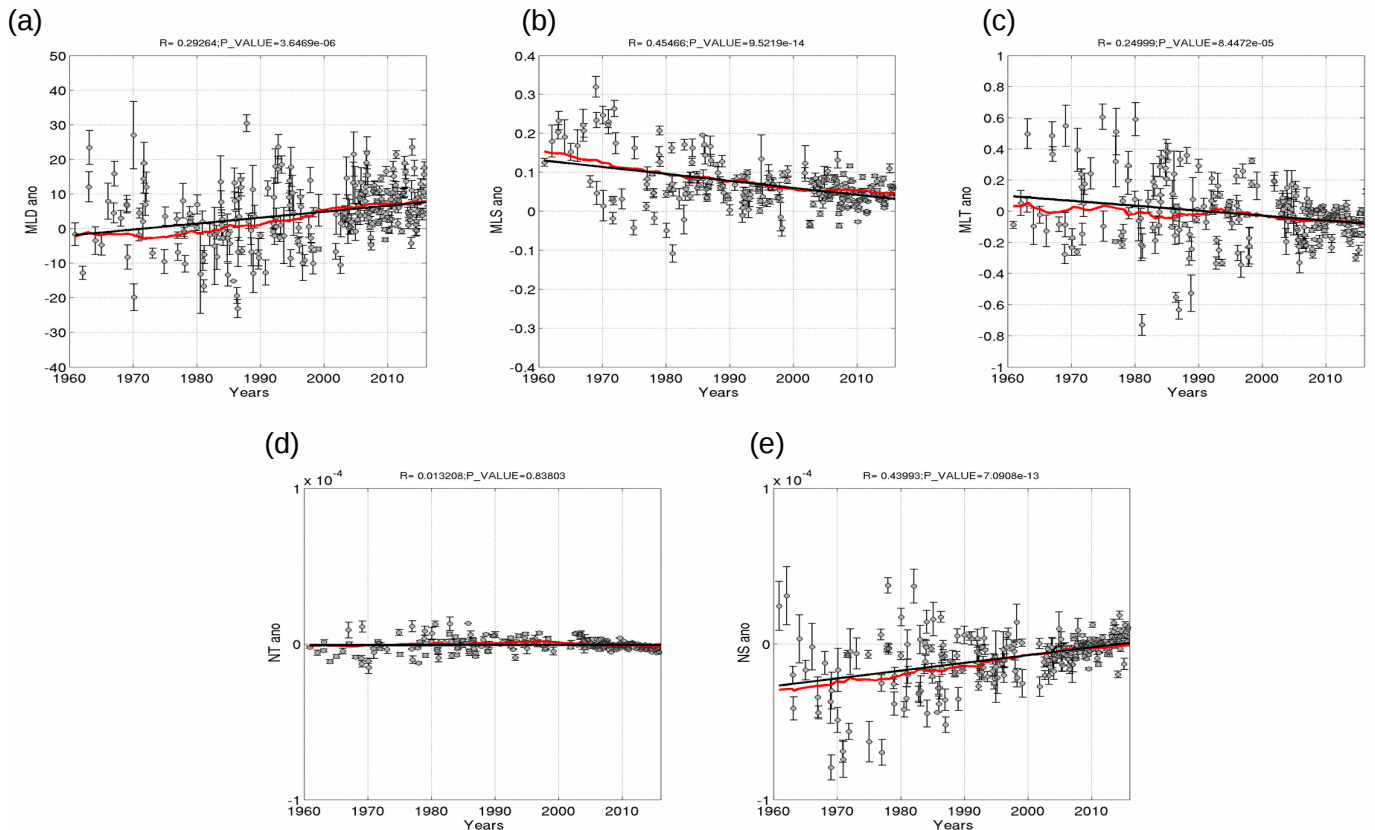 (a)
R= 0.29264;P_VALUE=3.6469e-06
MLD ano
50
40
30
20
10
0
-10
-20
-30
-40
1960 1970 1980 1990 2000 2010
Years
(b)
R= 0.45466;P_VALUE=9.5219e-14
MLS ano
0.4
0.3
0.2
0.1
0
-0.1
-0.2
-0.3
-0.4
1960 1970 1980 1990 2000 2010
Years
(c)
R= 0.24999;P_VALUE=8.4472e-05
MLT ano
1
0.8
0.6
0.4
0.2
0
-0.2
-0.4
-0.6
-0.8
-1
1960 1970 1980 1990 2000 2010
Years
(d)
R= 0.013208;P_VALUE=0.83803
NT ano
1 x 10-4
0
-1
1960 1970 1980 1990 2000 2010
Years
(e)
R= 0.43993;P_VALUE=7.0908e-13
NS ano
1 x 10-4
0
-1
1960 1970 1980 1990 2000 2010
Years